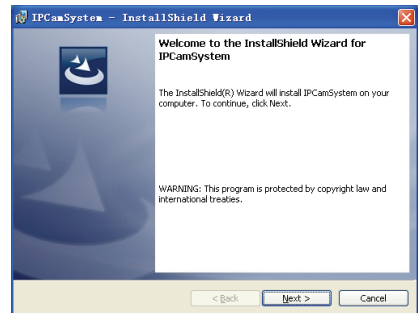 IPCamSystem - InstallShield Wizard
Welcome to the InstallShield Wizard for
IPCamSystem
The InstallShield(R) Wizard will install IPCamSystem on your
computer. To continue, click Next.
WARNING: This program is protected by copyright law and
international treaties.
< Back
Next >
Cancel